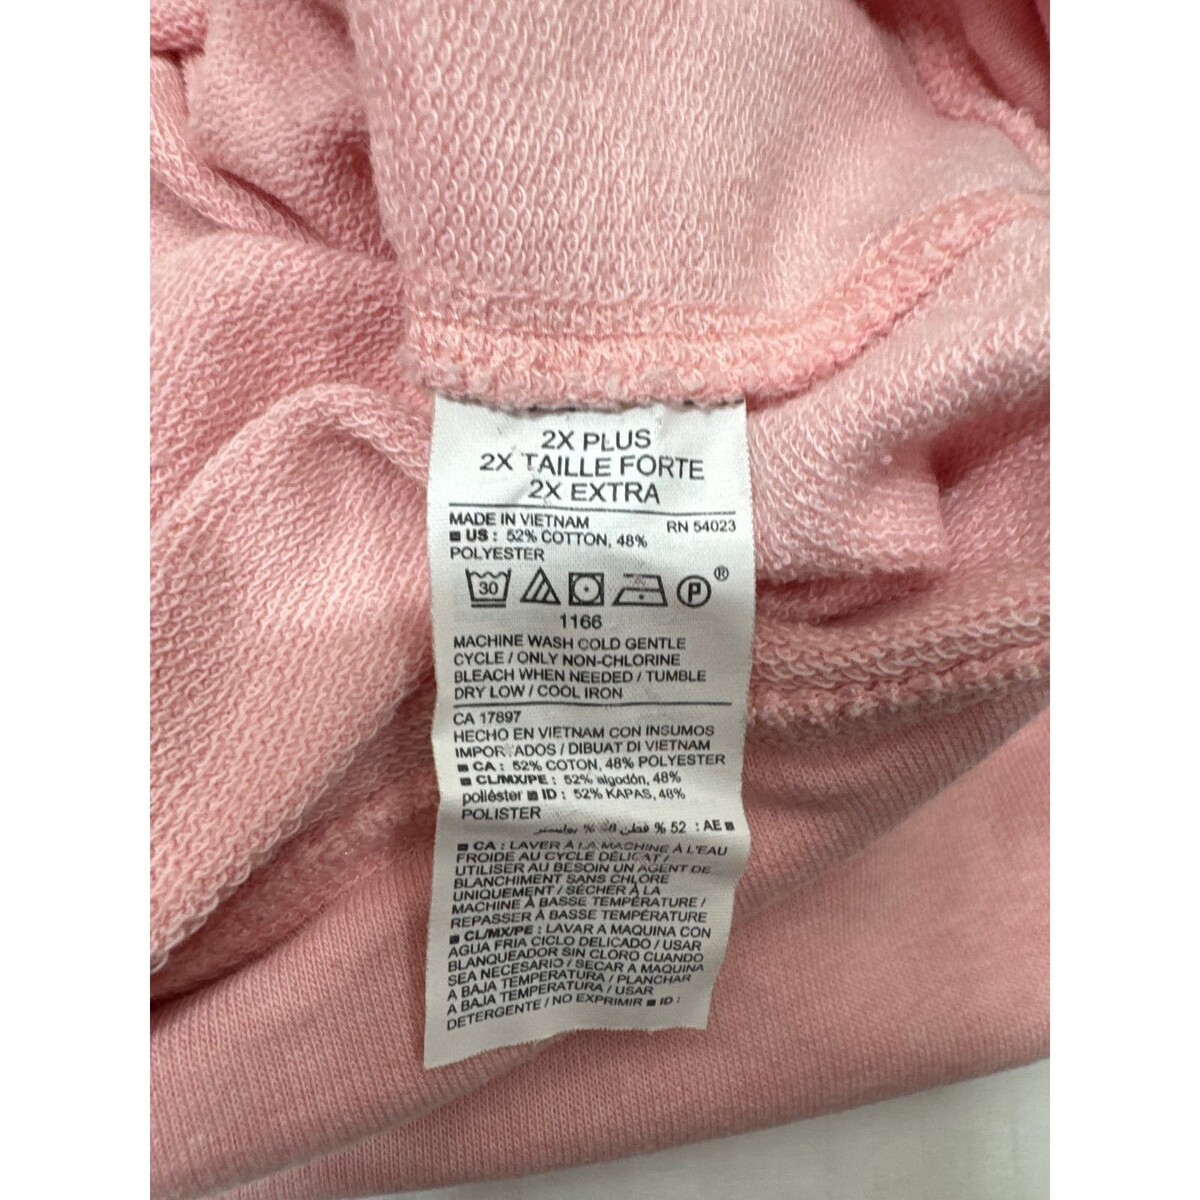 2X PLUS
2X TAILLE FORTE
2X EXTRA
MADE IN VIETNAM RN 54023
■ US : 52% COTTON, 48%
POLYESTER
30 P ®
1166
MACHINE WASH COLD GENTLE
CYCLE / ONLY NON-CHLORINE
BLEACH WHEN NEEDED / TUMBLE
DRY LOW / COOL IRON
CA 17897
HECHO EN VIETNAM CON INSUMOS
IMPORTADOS / DIBUAT DI VIETNAM
■ CA : 52% COTON, 48% POLYESTER
■ CL/MX/PE : 52% algodón, 48%
poliéster ■ ID : 52% KAPAS, 48%
POLISTER
■ AE: 52 % قطن 48 % بوليستر
■ CA : LAVER À LA MACHINE À L'EAU
FROIDE AU CYCLE DÉLICAT /
UTILISER AU BESOIN UN AGENT DE
BLANCHIMENT SANS CHLORE
UNIQUEMENT / SÉCHER À LA
MACHINE À BASSE TEMPÉRATURE /
REPASSER À BASSE TEMPÉRATURE
■ CL/MX/PE : LAVAR A MAQUINA CON
AGUA FRIA CICLO DELICADO / USAR
BLANQUEADOR SIN CLORO CUANDO
SEA NECESARIO / SECAR A MAQUINA
A BAJA TEMPERATURA / PLANCHAR
A BAJA TEMPERATURA / USAR
DETERGENTE / NO EXPRIMIR ■ ID :